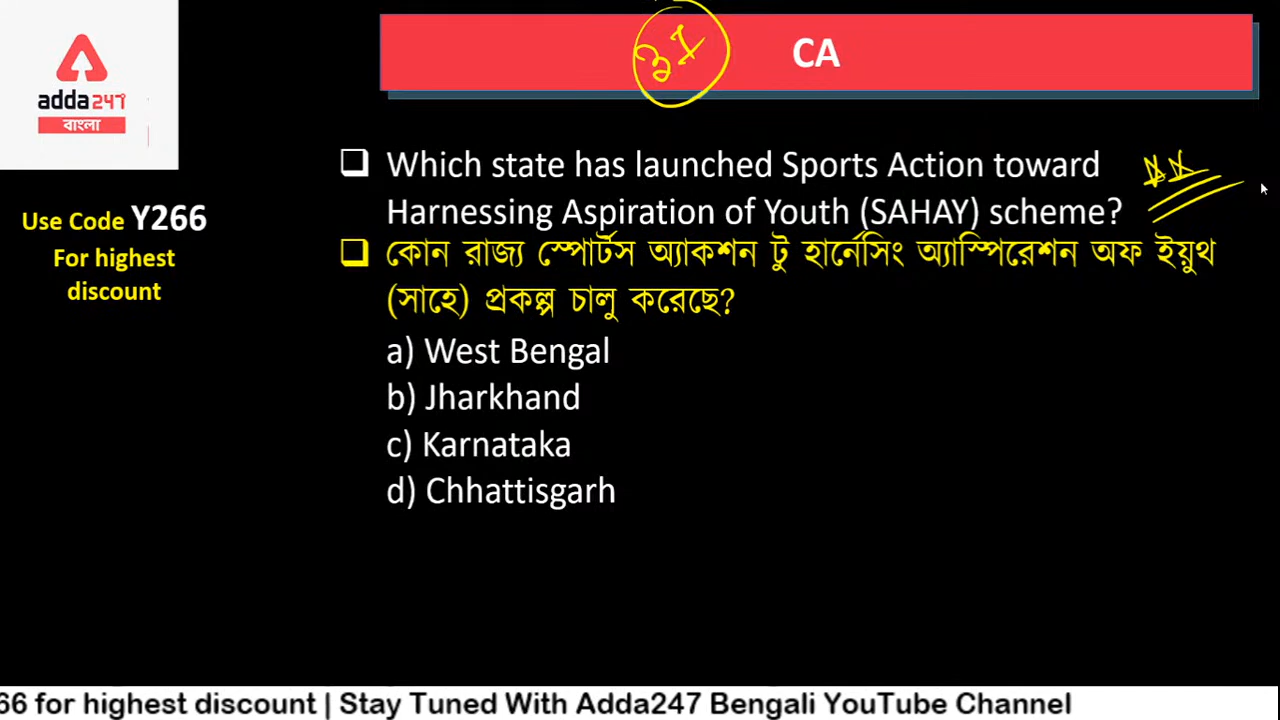 adda247
বাংলা
Use Code Y266
For highest
discount
CA
Which state has launched Sports Action toward
Harnessing Aspiration of Youth (SAHAY) scheme?
কোন রাজ্য স্পোর্টস অ্যাকশন টু হার্নেসিং অ্যাস্পিরেশন অফ ইয়ুথ
(সাহে) প্রকল্প চালু করেছে?
a) West Bengal
b) Jharkhand
c) Karnataka
d) Chhattisgarh
66 for highest discount | Stay Tuned With Adda247 Bengali YouTube Channel